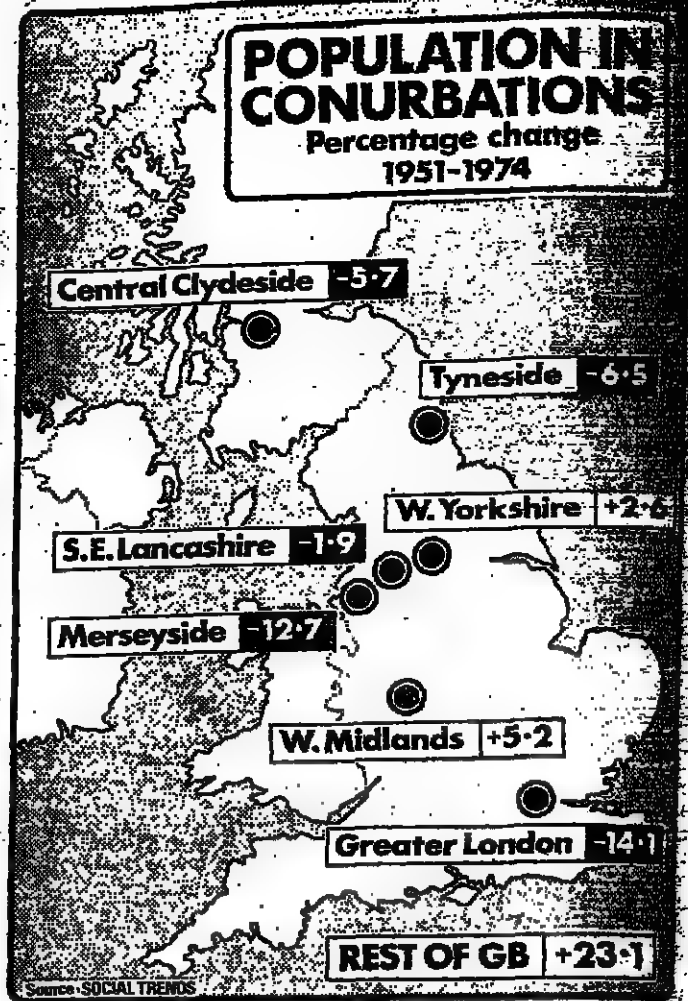 POPULATION IN
CONURBATIONS
Percentage change
1951-1974
Central Clydeside -5·7
Tyneside -6·5
W. Yorkshire +2·6
S.E. Lancashire -1·9
Merseyside -12·7
W. Midlands +5·2
Greater London -14·1
REST OF GB +23·1
Source·SOCIAL TRENDS